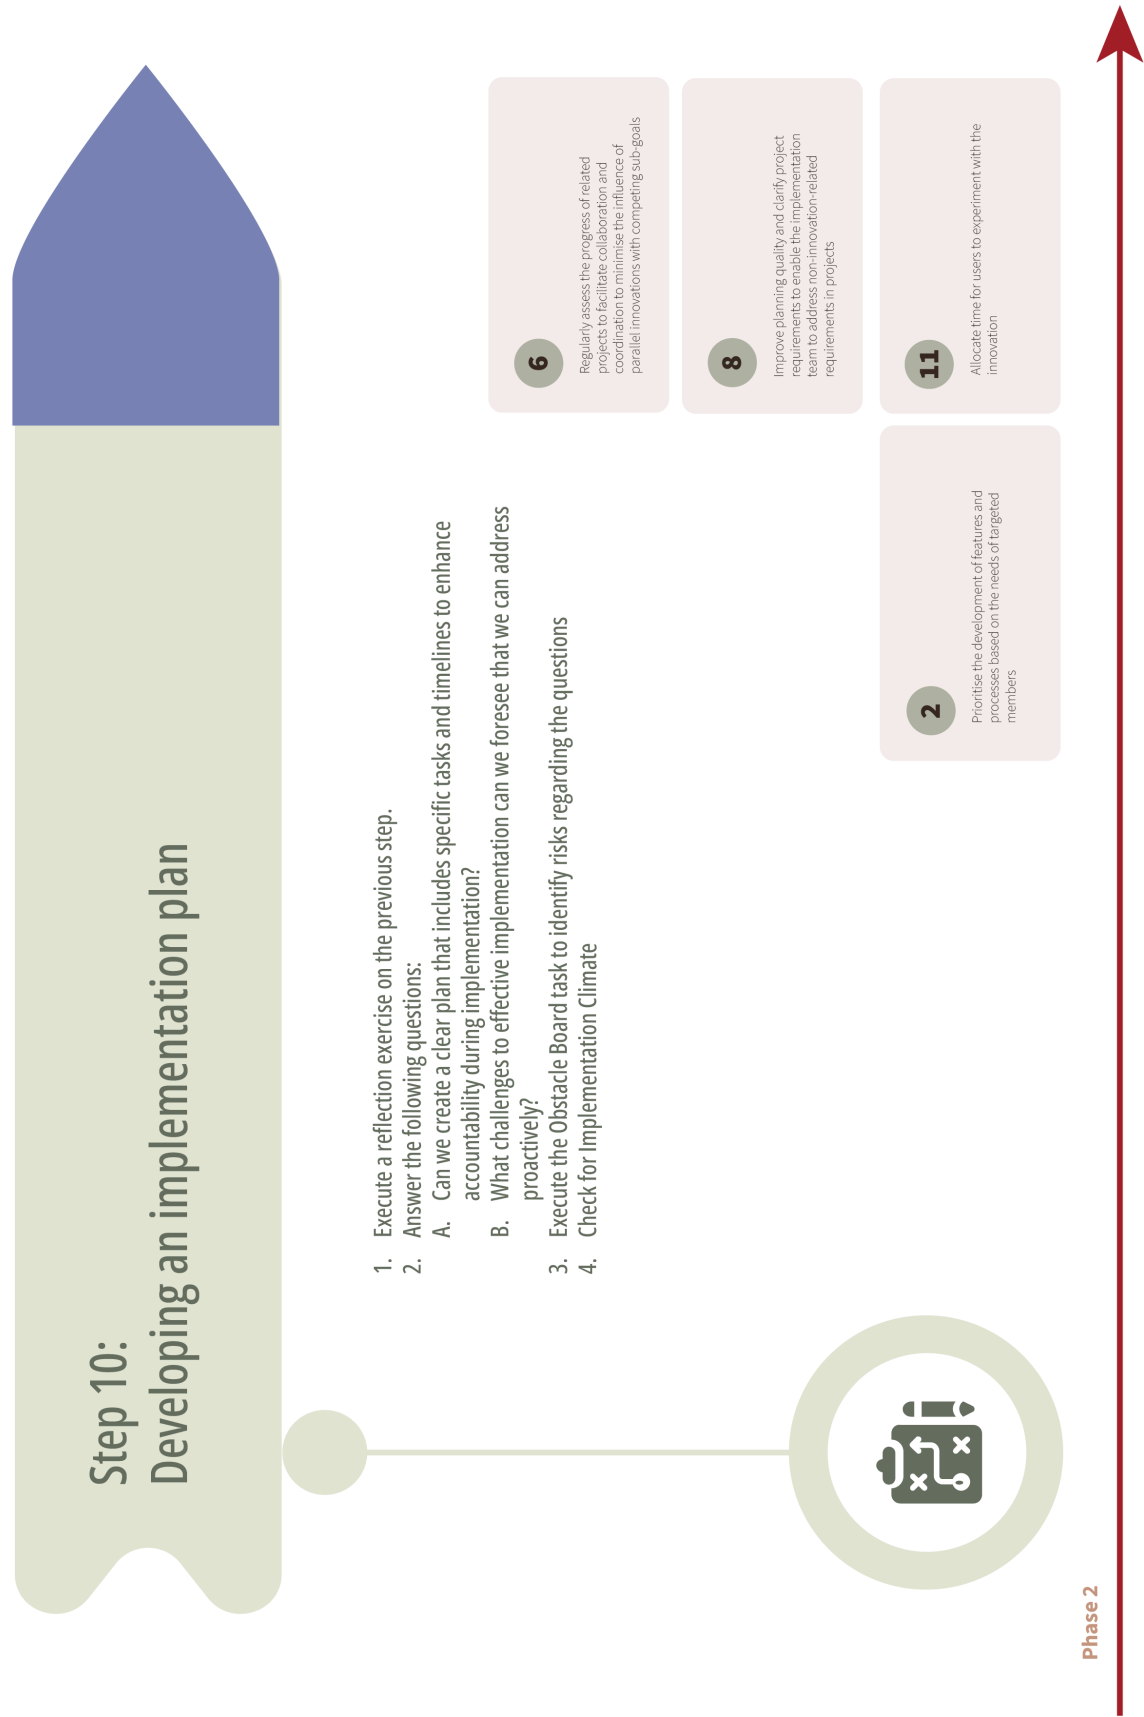 Step 10:
Developing an implementation plan
1. Execute a reflection exercise on the previous step.
2. Answer the following questions:
A. Can we create a clear plan that includes specific tasks and timelines to enhance
accountability during implementation?
B. What challenges to effective implementation can we foresee that we can address
proactively?
3. Execute the Obstacle Board task to identify risks regarding the questions
4. Check for Implementation Climate
6
Regularly assess the progress of related
projects to facilitate collaboration and
coordination to minimise the influence of
parallel innovations with competing sub-goals
8
Improve planning quality and clarify project
requirements to enable the implementation
team to address non-innovation-related
requirements in projects
2
Prioritise the development of features and
processes based on the needs of targeted
members
11
Allocate time for users to experiment with the
innovation
Phase 2